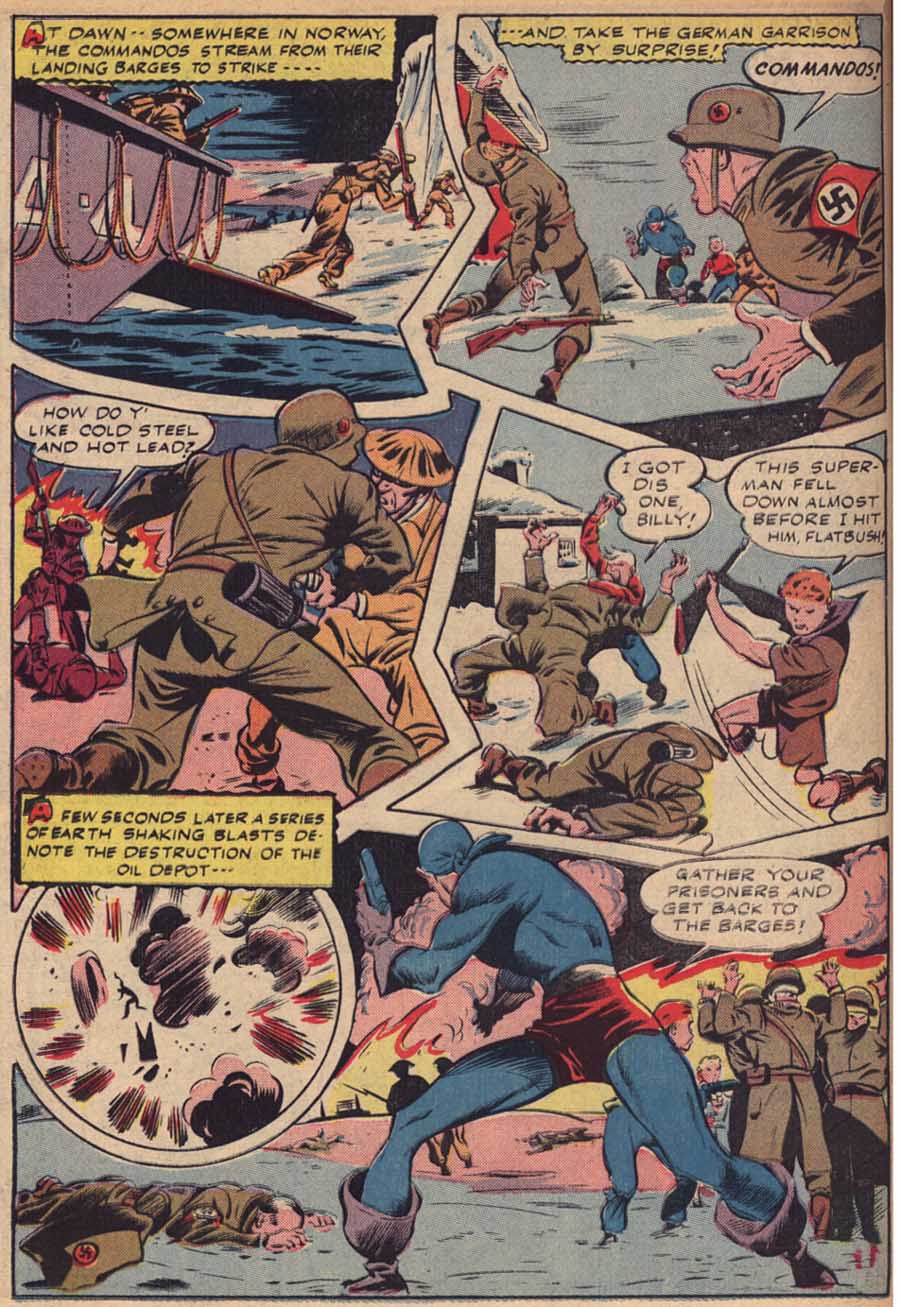 AT DAWN -- SOMEWHERE IN NORWAY,
THE COMMANDOS STREAM FROM THEIR
LANDING BARGES TO STRIKE ----
---AND TAKE THE GERMAN GARRISON
BY SURPRISE!
COMMANDOS!
A-4
HOW DO Y'
LIKE COLD STEEL
AND HOT LEAD?
I GOT
DIS
ONE,
BILLY!
THIS SUPER-
MAN FELL
DOWN ALMOST
BEFORE I HIT
HIM, FLATBUSH!
A FEW SECONDS LATER A SERIES
OF EARTH SHAKING BLASTS DE-
NOTE THE DESTRUCTION OF THE
OIL DEPOT---
GATHER YOUR
PRISONERS AND
GET BACK TO
THE BARGES!